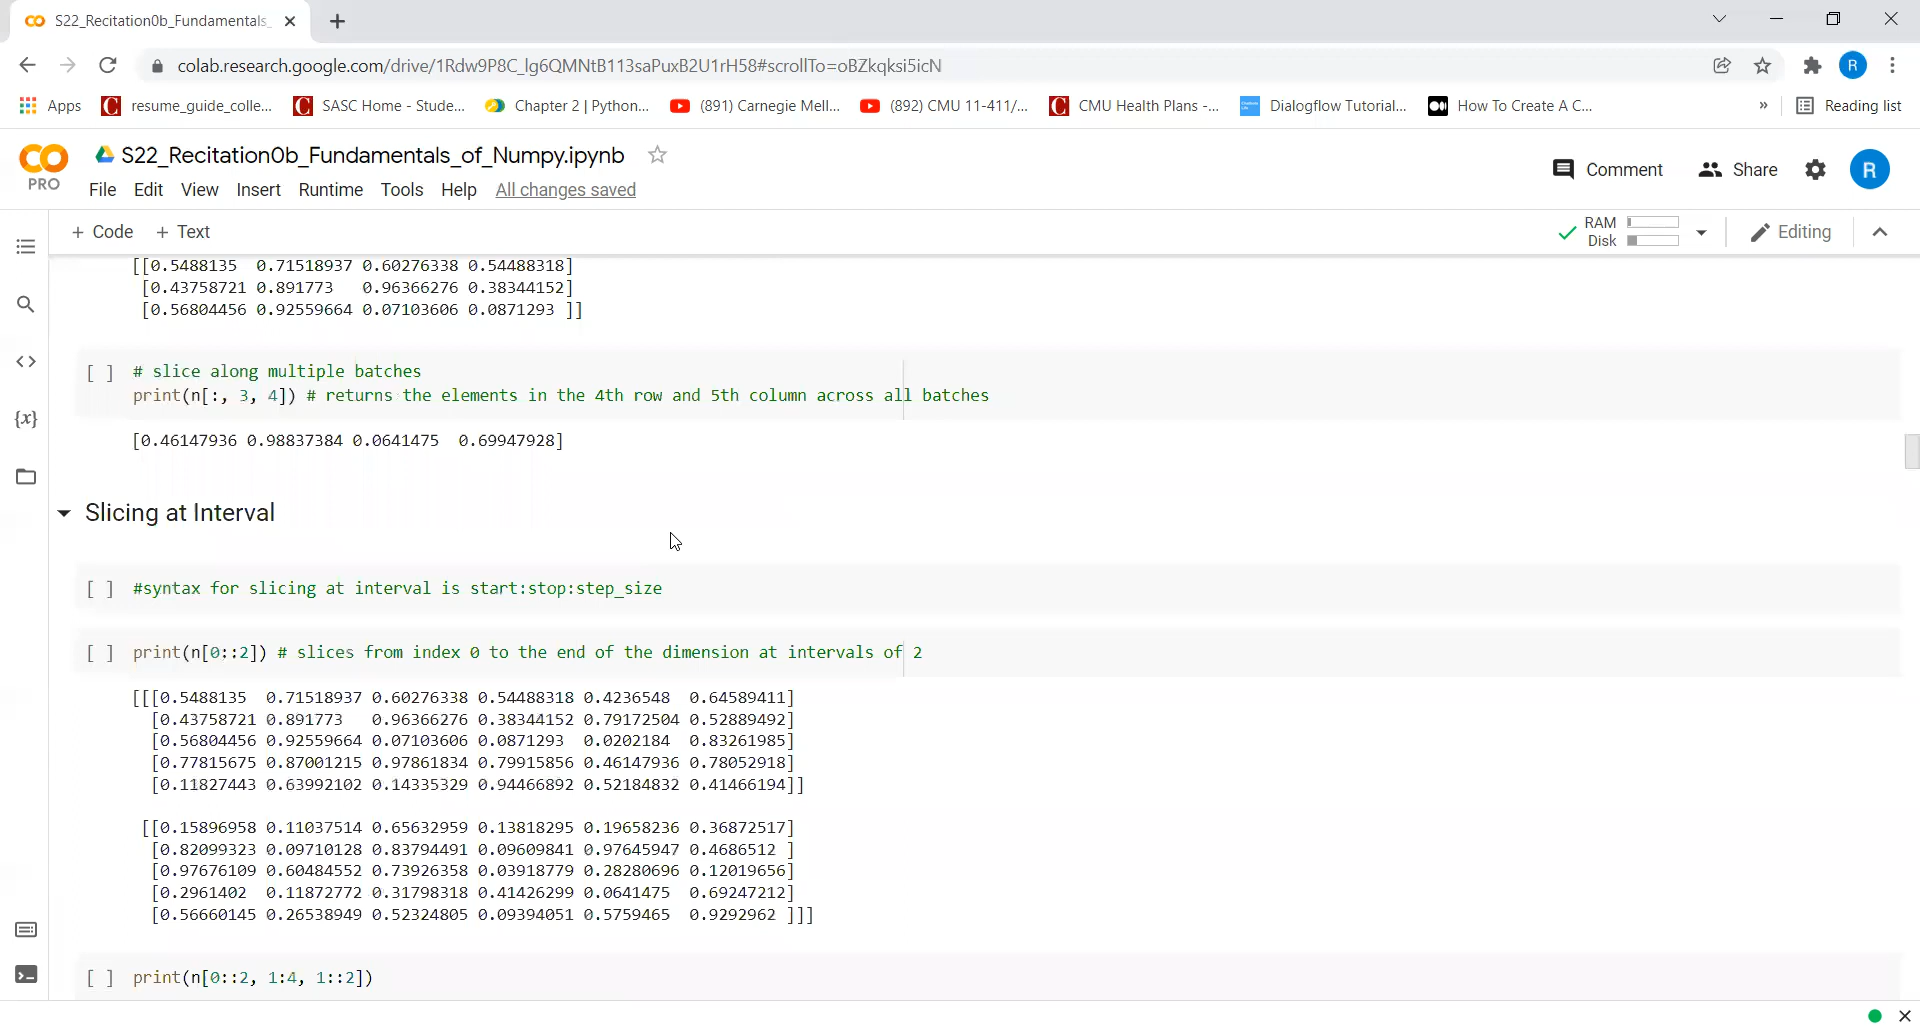 S22_Recitation0b_Fundamentals_
colab.research.google.com/drive/1Rdw9P8C_lg6QMNtB113saPuxB2U1rH58#scrollTo=oBZkqksi5icN
R
Apps
resume_guide_colle...
SASC Home - Stude...
Chapter 2 | Python...
(891) Carnegie Mell...
(892) CMU 11-411/...
CMU Health Plans -...
Dialogflow Tutorial...
How To Create A C...
»
Reading list
PRO
S22_Recitation0b_Fundamentals_of_Numpy.ipynb
Comment
Share
R
File Edit View Insert Runtime Tools Help All changes saved
+ Code + Text
RAM
Disk
Editing
[[0.5488135  0.71518937 0.60276338 0.54488318]
[0.43758721 0.891773   0.96366276 0.38344152]
[0.56804456 0.92559664 0.07103606 0.0871293 ]]
[ ] # slice along multiple batches
print(n[:, 3, 4]) # returns the elements in the 4th row and 5th column across all batches
[0.46147936 0.98837384 0.0641475  0.69947928]
Slicing at Interval
[ ] #syntax for slicing at interval is start:stop:step_size
[ ] print(n[0::2]) # slices from index 0 to the end of the dimension at intervals of 2
[[[0.5488135  0.71518937 0.60276338 0.54488318 0.4236548  0.64589411]
[0.43758721 0.891773   0.96366276 0.38344152 0.79172504 0.52889492]
[0.56804456 0.92559664 0.07103606 0.0871293  0.0202184  0.83261985]
[0.77815675 0.87001215 0.97861834 0.79915856 0.46147936 0.78052918]
[0.11827443 0.63992102 0.14335329 0.94466892 0.52184832 0.41466194]]
[[0.15896958 0.11037514 0.65632959 0.13818295 0.19658236 0.36872517]
[0.82099323 0.09710128 0.83794491 0.09609841 0.97645947 0.4686512 ]
[0.97676109 0.60484552 0.73926358 0.03918779 0.28280696 0.12019656]
[0.2961402  0.11872772 0.31798318 0.41426299 0.0641475  0.69247212]
[0.56660145 0.26538949 0.52324805 0.09394051 0.5759465  0.9292962 ]]]
[ ] print(n[0::2, 1:4, 1::2])